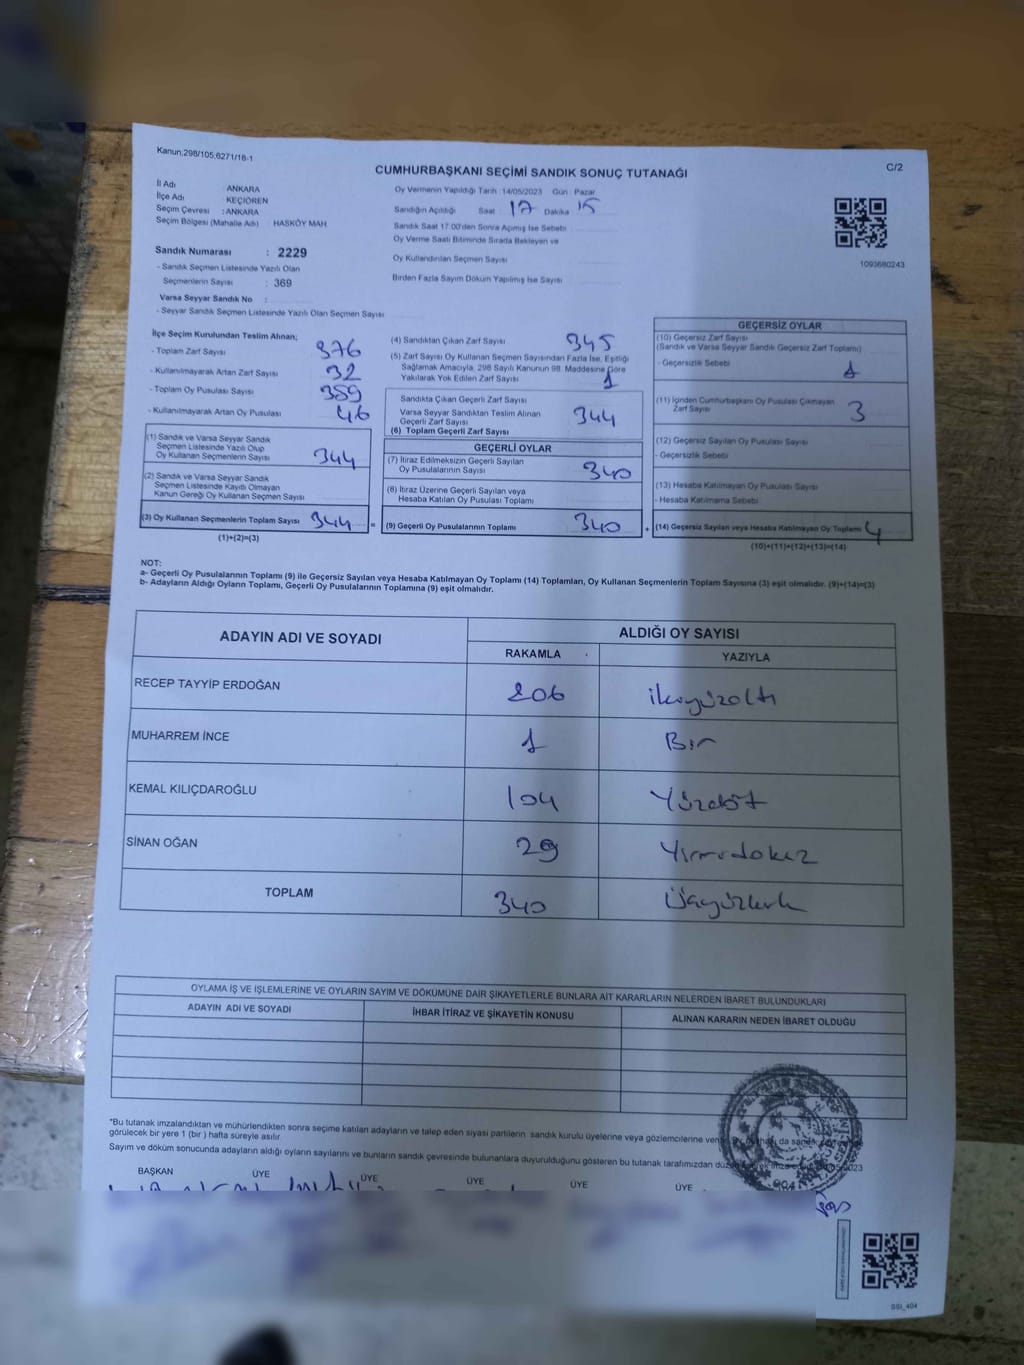 Kanun;298/105;6271/18-1
C/2
CUMHURBAŞKANI SEÇİMİ SANDIK SONUÇ TUTANAĞI
İl Adı ANKARA
İlçe Adı : KEÇİÖREN
Seçim Çevresi : ANKARA
Seçim Bölgesi (Mahalle Adı) : HASKÖY MAH.
Sandık Numarası : 2229
- Sandık Seçmen Listesinde Yazılı Olan
Seçmenlerin Sayısı : 369
Varsa Seyyar Sandık No :
- Seyyar Sandık Seçmen Listesinde Yazılı Olan Seçmen Sayısı
Oy Vermenin Yapıldığı Tarih : 14/05/2023 Gün : Pazar
Sandığın Açıldığı Saat : 17 Dakika 15
Sandık Saat 17:00'den Sonra Açımış İse Sebebi
Oy Verme Saati Bitiminde Sırada Bekleyen ve
Oy Kullandırılan Seçmen Sayısı
Birden Fazla Sayım Döküm Yapılmış İse Sayısı
1093680243
İlçe Seçim Kurulundan Teslim Alınan;
- Toplam Zarf Sayısı 376
- Kullanılmayarak Artan Zarf Sayısı 32
- Toplam Oy Pusulası Sayısı 389
- Kullanılmayarak Artan Oy Pusulası 46
(1) Sandık ve Varsa Seyyar Sandık
Seçmen Listesinde Yazılı Olup
Oy Kullanan Seçmenlerin Sayısı 344
(2) Sandık ve Varsa Seyyar Sandık
Seçmen Listesinde Kayıtlı Olmayan
Kanun Gereği Oy Kullanan Seçmen Sayısı
(3) Oy Kullanan Seçmenlerin Toplam Sayısı 344 =
(1)+(2)=(3)
(4) Sandıktan Çıkan Zarf Sayısı 345
(5) Zarf Sayısı Oy Kullanan Seçmen Sayısından Fazla İse, Eşitliği
Sağlamak Amacıyla, 298 Sayılı Kanunun 98. Maddesine Göre
Yakılarak Yok Edilen Zarf Sayısı 1
Sandıkta Çıkan Geçerli Zarf Sayısı
Varsa Seyyar Sandıktan Teslim Alınan
Geçerli Zarf Sayısı 344
(6) Toplam Geçerli Zarf Sayısı
GEÇERLİ OYLAR
(7) İtiraz Edilmeksizin Geçerli Sayılan
Oy Pusulalarının Sayısı 340
(8) İtiraz Üzerine Geçerli Sayılan veya
Hesaba Katılan Oy Pusulası Toplamı
(9) Geçerli Oy Pusulalarının Toplamı 340 +
GEÇERSİZ OYLAR
(10) Geçersiz Zarf Sayısı
(Sandık ve Varsa Seyyar Sandık Geçersiz Zarf Toplamı)
- Geçersizlik Sebebi 1
(11) İçinden Cumhurbaşkanı Oy Pusulası Çıkmayan
Zarf Sayısı 3
(12) Geçersiz Sayılan Oy Pusulası Sayısı
- Geçersizlik Sebebi
(13) Hesaba Katılmayan Oy Pusulası Sayısı
- Hesaba Katılmama Sebebi
(14) Geçersiz Sayılan veya Hesaba Katılmayan Oy Toplamı 4
(10)+(11)+(12)+(13)=(14)
NOT:
a- Geçerli Oy Pusulalarının Toplamı (9) ile Geçersiz Sayılan veya Hesaba Katılmayan Oy Toplamı (14) Toplamları, Oy Kullanan Seçmenlerin Toplam Sayısına (3) eşit olmalıdır. (9)+(14)=(3)
b- Adayların Aldığı Oyların Toplamı, Geçerli Oy Pusulalarının Toplamına (9) eşit olmalıdır.
ADAYIN ADI VE SOYADI ALDIĞI OY SAYISI
RAKAMLA YAZIYLA
RECEP TAYYİP ERDOĞAN 206 ikiyüzaltı
MUHARREM İNCE 1 Bir
KEMAL KILIÇDAROĞLU 104 Yüzdört
SİNAN OĞAN 29 Yirmidokuz
TOPLAM 340 Üçyüzkırk
OYLAMA İŞ VE İŞLEMLERİNE VE OYLARIN SAYIM VE DÖKÜMÜNE DAİR ŞİKAYETLERLE BUNLARA AİT KARARLARIN NELERDEN İBARET BULUNDUKLARI
ADAYIN ADI VE SOYADI İHBAR İTİRAZ VE ŞİKAYETİN KONUSU ALINAN KARARIN NEDEN İBARET OLDUĞU
*Bu tutanak imzalandıktan ve mühürlendikten sonra seçime katılan adayların ve talep eden siyasi partilerin sandık kurulu üyelerine veya gözlemcilerine
görülecek bir yere 1 (bir ) hafta süreyle asılır
Sayım ve döküm sonucunda adayların aldığı oyların sayılarını ve bunların sandık çevresinde bulunanlara duyurulduğunu gösteren bu tutanak tarafımızdan
BAŞKAN ÜYE ÜYE ÜYE ÜYE ÜYE
SSI_404